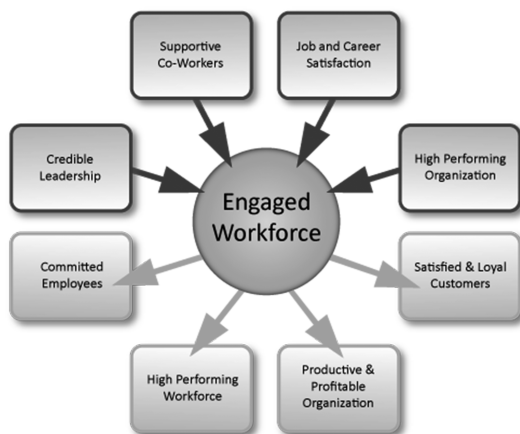 Supportive
Co-Workers
Job and Career
Satisfaction
Credible
Leadership
High Performing
Organization
Engaged
Workforce
Committed
Employees
Satisfied & Loyal
Customers
High Performing
Workforce
Productive &
Profitable
Organization